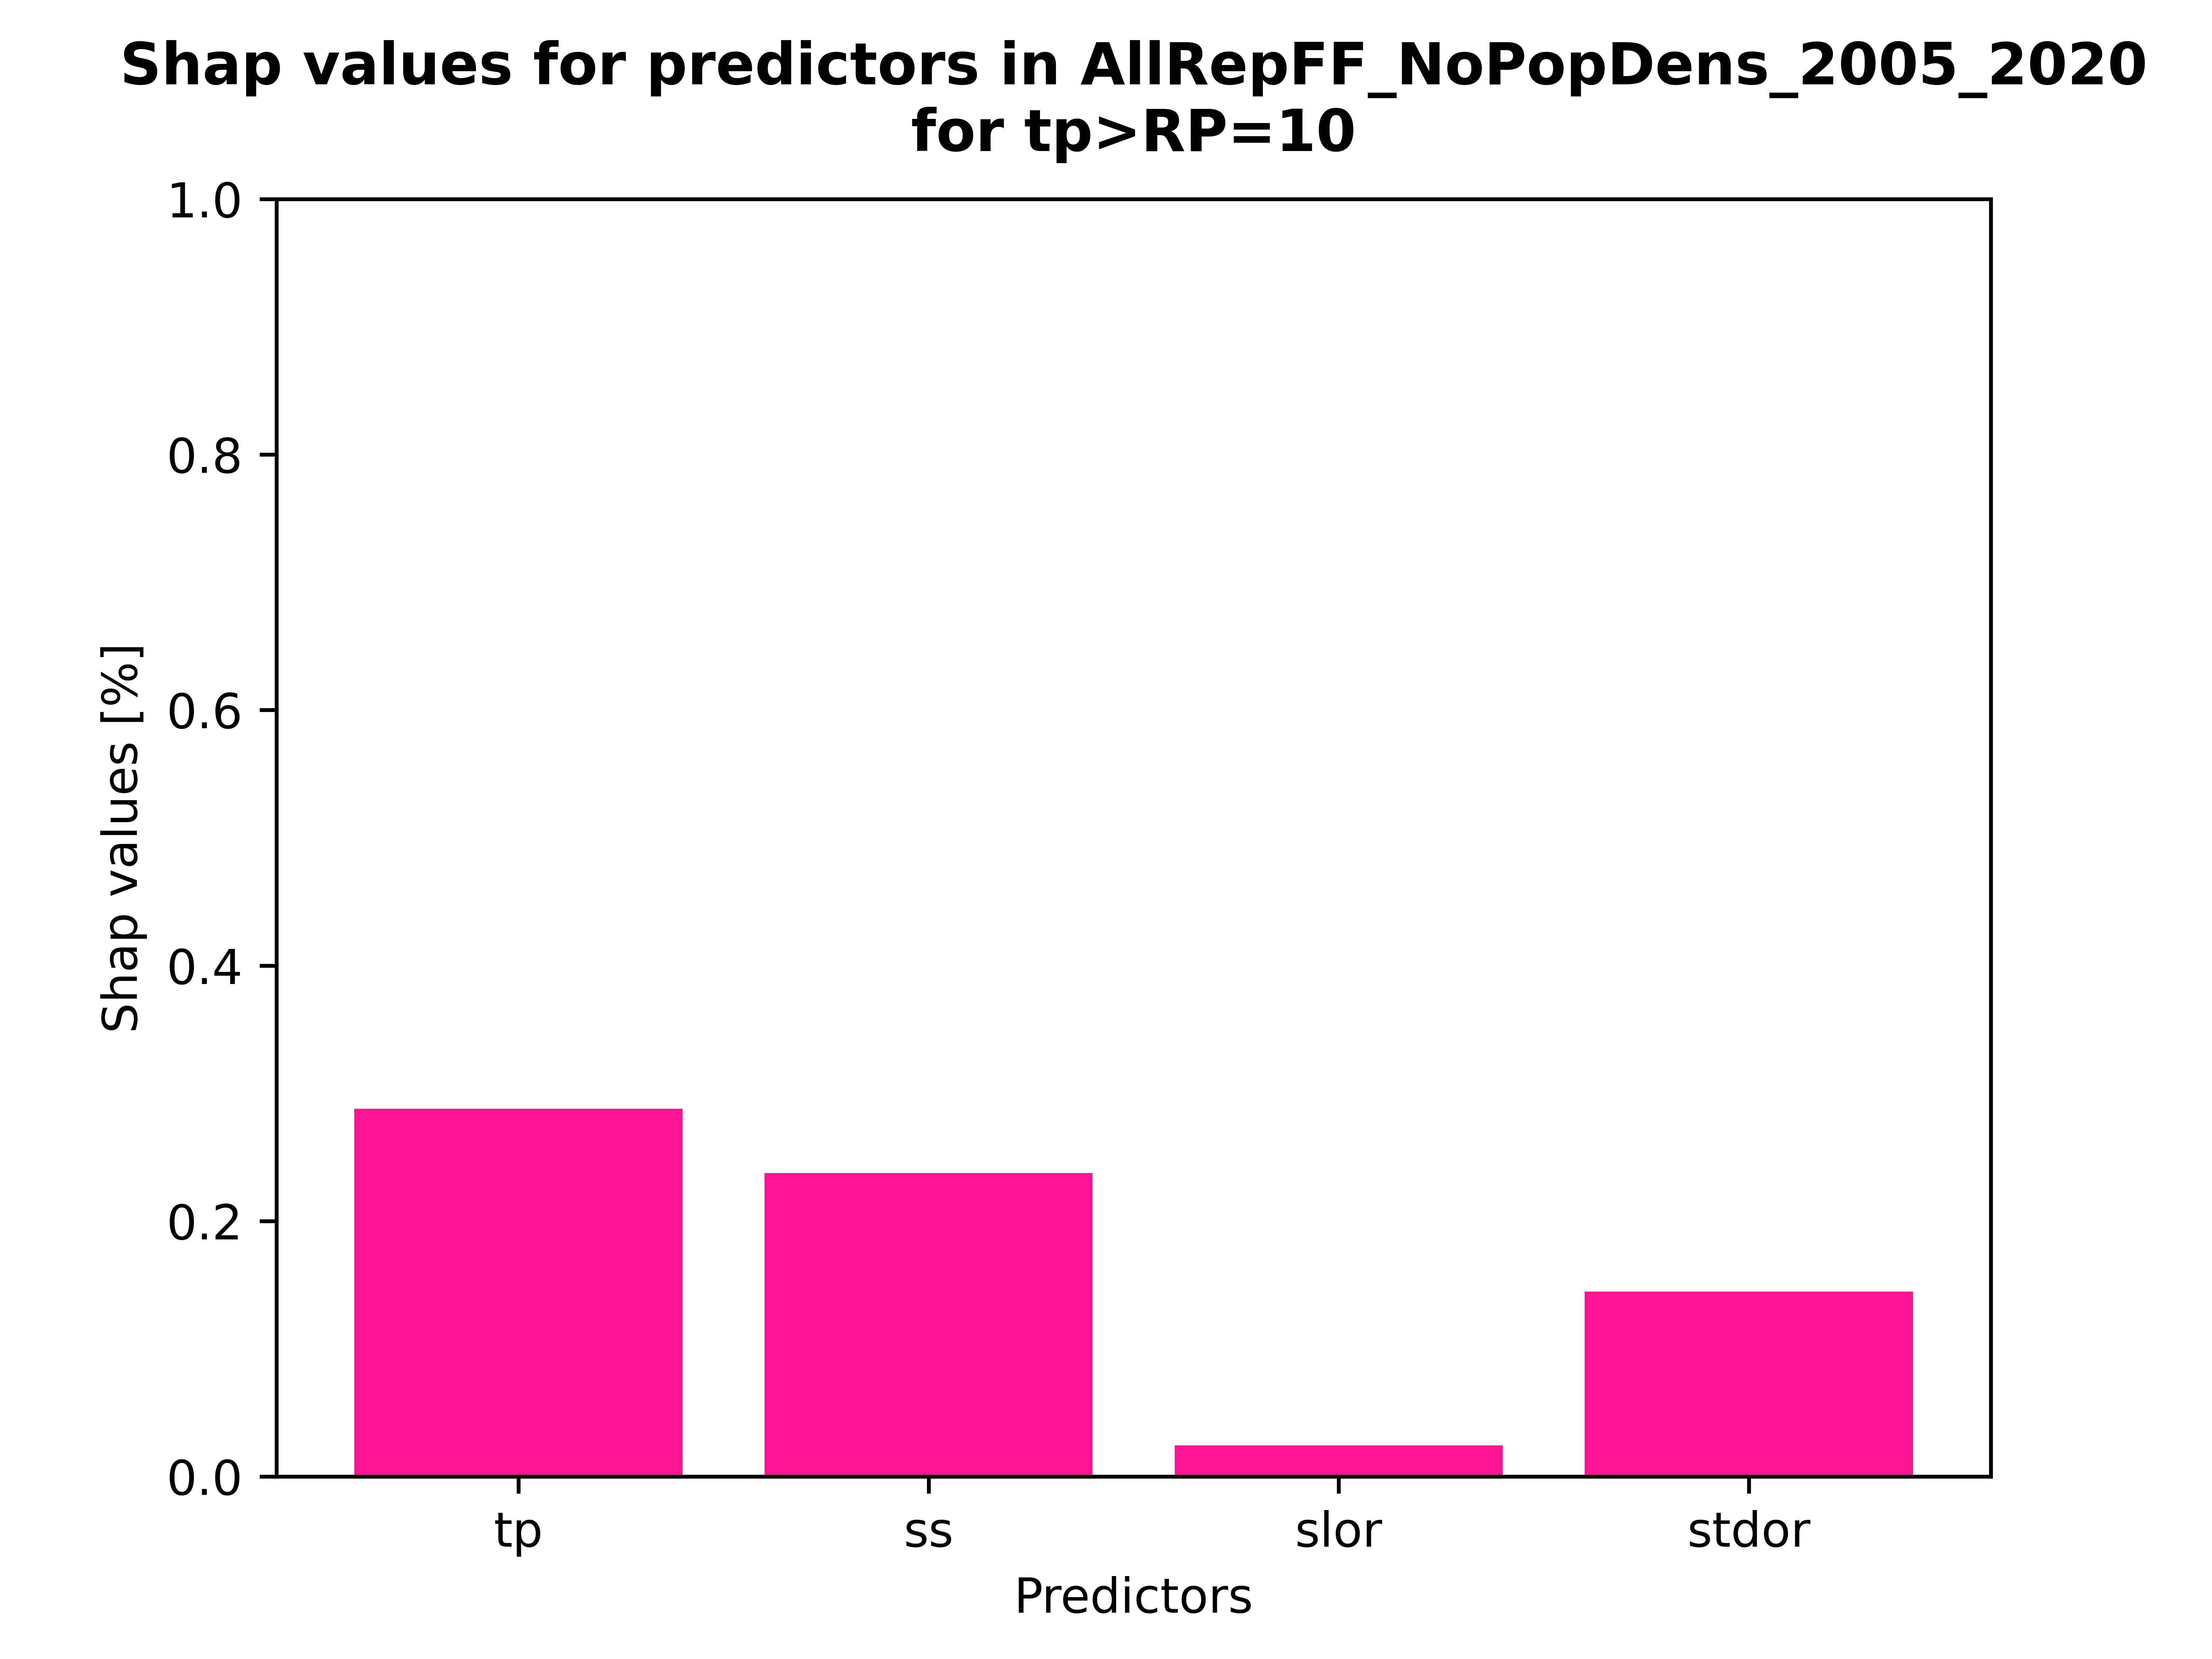 Shap values for predictors in AllRepFF_NoPopDens_2005_2020
for tp>RP=10
Shap values [%]
1.0
0.8
0.6
0.4
0.2
0.0
tp ss slor stdor
Predictors